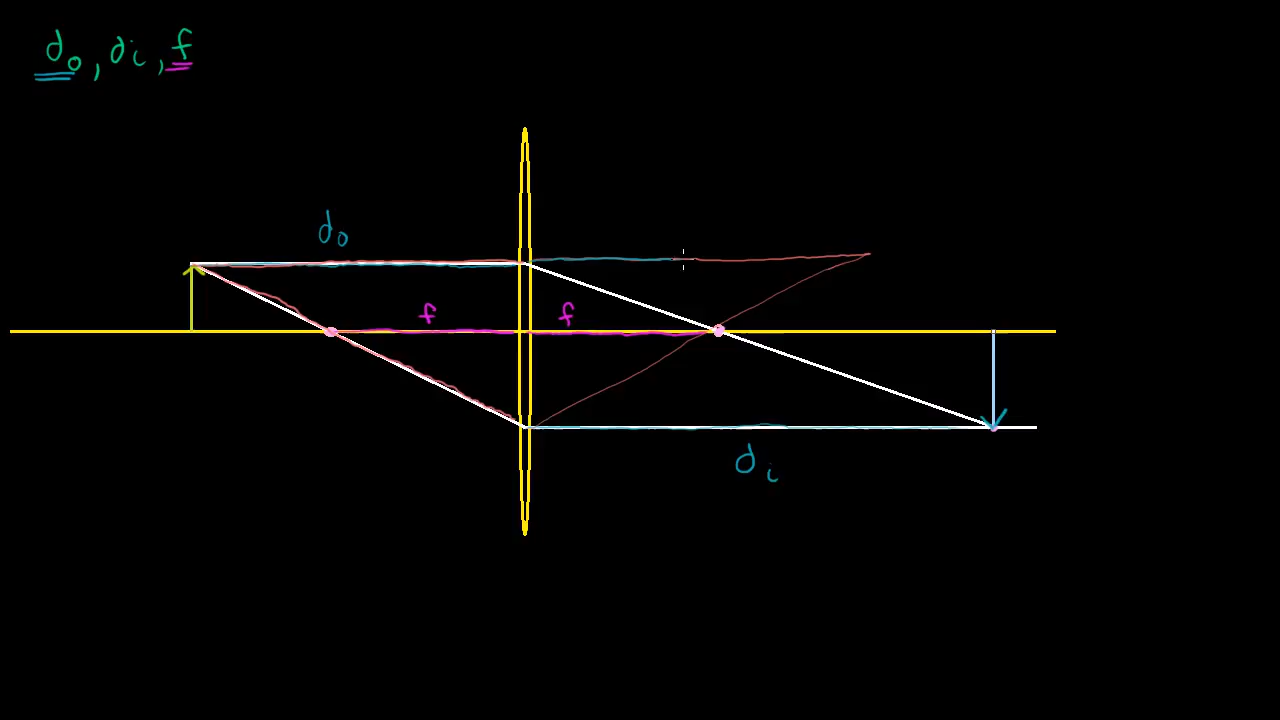 d₀, dᵢ, f
d₀
f f
dᵢ